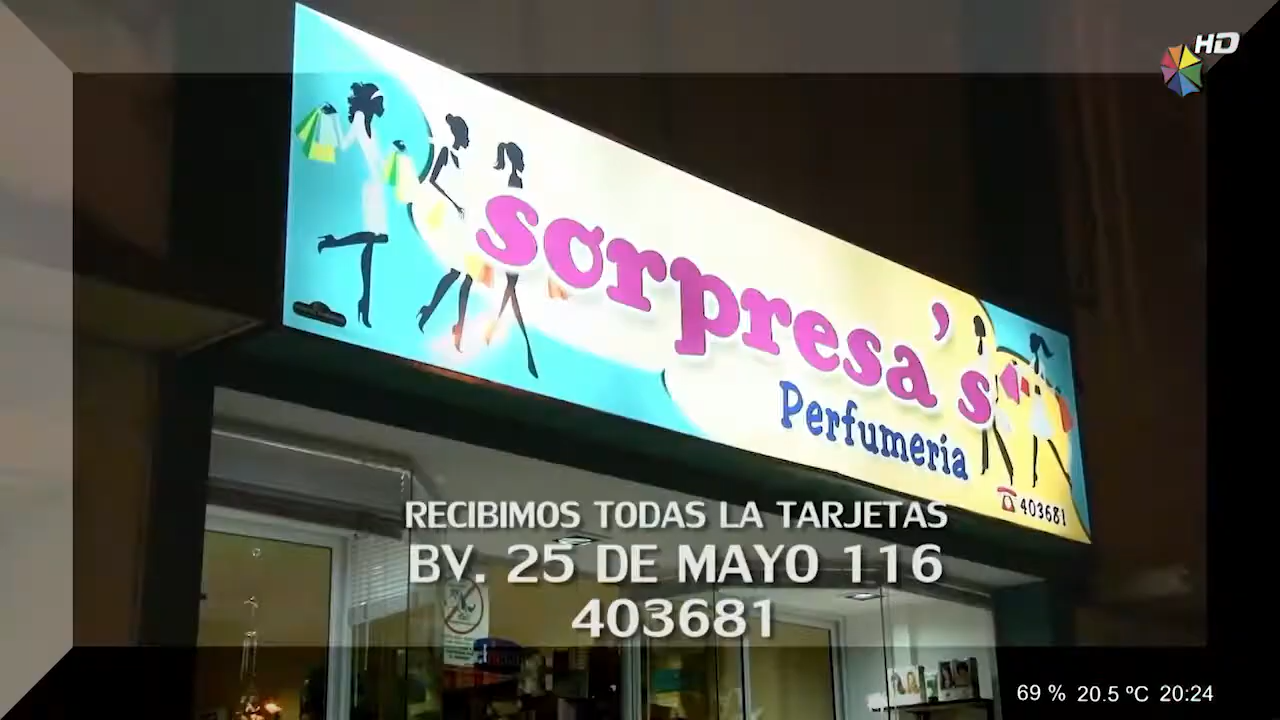 HD
sorpresa's
Perfumería
403681
RECIBIMOS TODAS LA TARJETAS
BV. 25 DE MAYO 116
403681
69 % 20.5 ºC 20:24